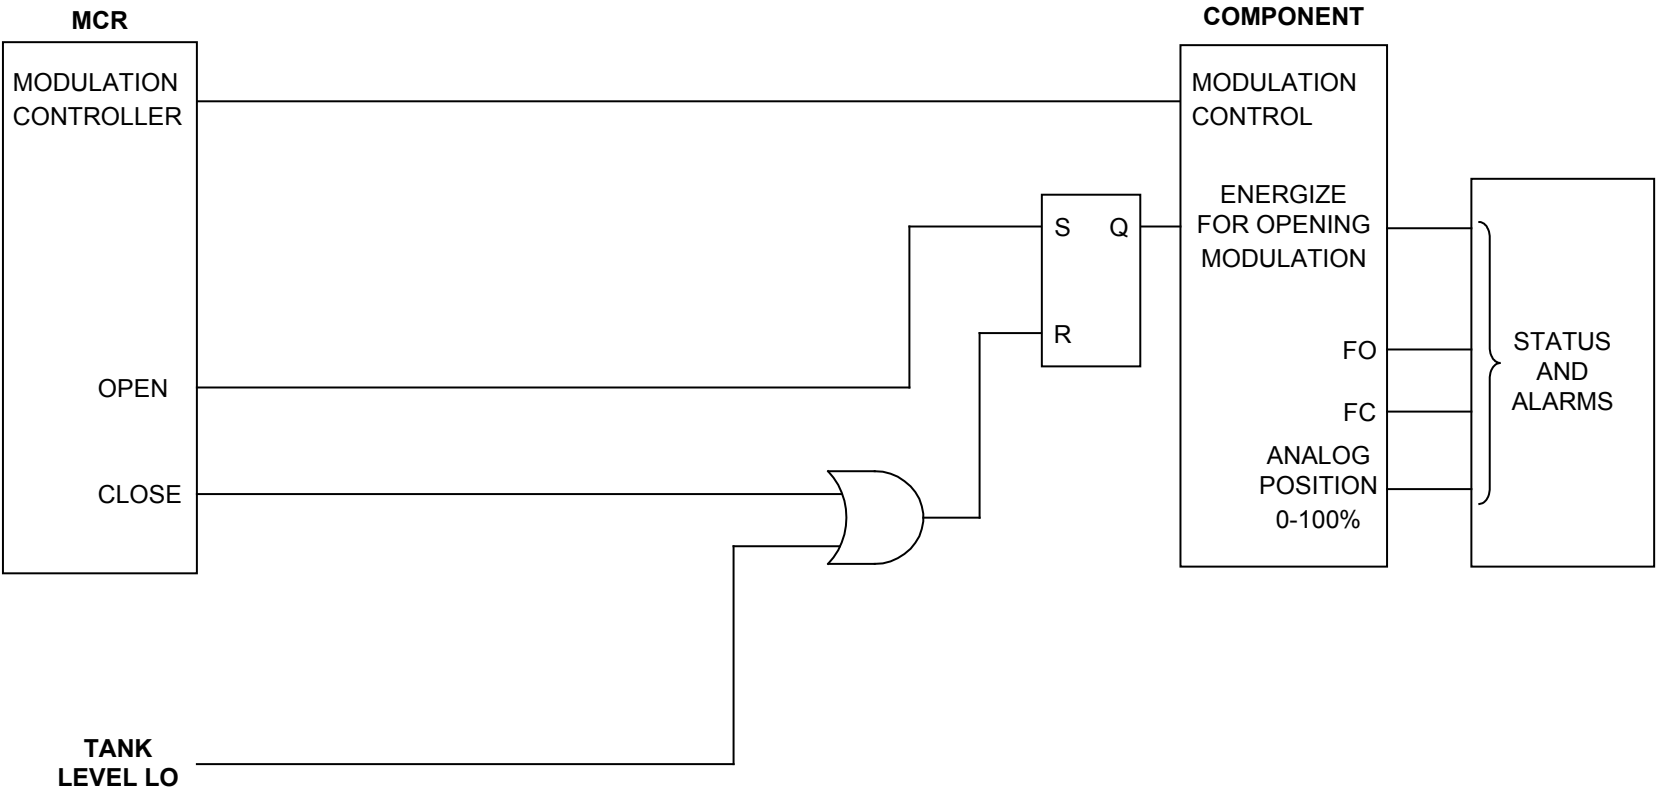 MCR
COMPONENT
MODULATION
CONTROLLER
MODULATION
CONTROL
ENERGIZE
FOR OPENING
MODULATION
S Q
R
OPEN
CLOSE
FO
FC
ANALOG
POSITION
0-100%
STATUS
AND
ALARMS
TANK
LEVEL LO